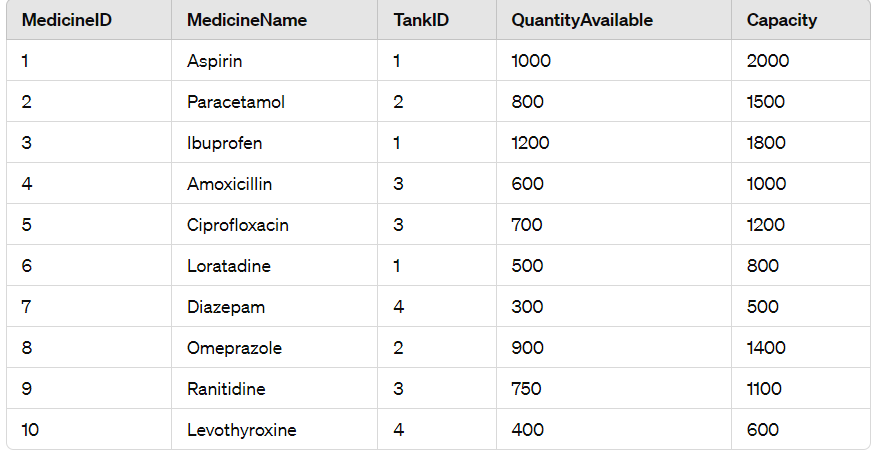 MedicineID MedicineName TankID QuantityAvailable Capacity
1 Aspirin 1 1000 2000
2 Paracetamol 2 800 1500
3 Ibuprofen 1 1200 1800
4 Amoxicillin 3 600 1000
5 Ciprofloxacin 3 700 1200
6 Loratadine 1 500 800
7 Diazepam 4 300 500
8 Omeprazole 2 900 1400
9 Ranitidine 3 750 1100
10 Levothyroxine 4 400 600